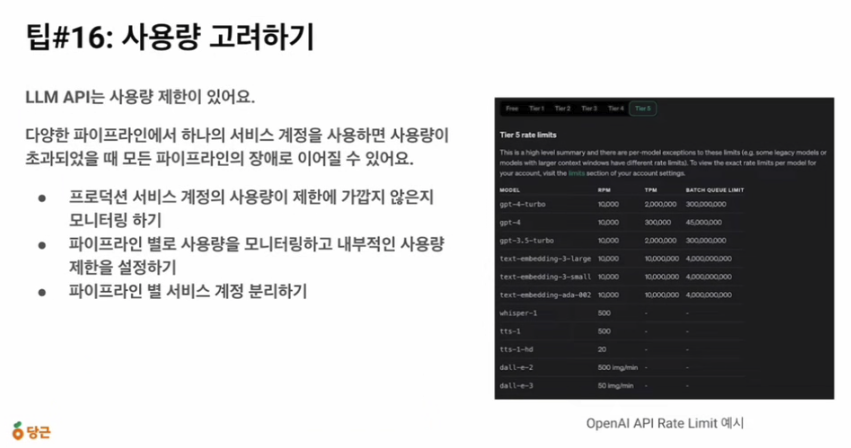 팁#16: 사용량 고려하기
LLM API는 사용량 제한이 있어요.
다양한 파이프라인에서 하나의 서비스 계정을 사용하면 사용량이
초과되었을 때 모든 파이프라인의 장애로 이어질 수 있어요.
● 프로덕션 서비스 계정의 사용량이 제한에 가깝지 않은지
모니터링 하기
● 파이프라인 별로 사용량을 모니터링하고 내부적인 사용량
제한을 설정하기
● 파이프라인 별 서비스 계정 분리하기
Free Tier 1 Tier 2 Tier 3 Tier 4 Tier 5
Tier 5 rate limits
This is a high level summary and there are per-model exceptions to these limits (e.g. some legacy models or
models with larger context windows have different rate limits). To view the exact rate limits per model for
your account, visit the limits section of your account settings.
MODEL RPM TPM BATCH QUEUE LIMIT
gpt-4-turbo 10,000 2,000,000 300,000,000
gpt-4 10,000 300,000 45,000,000
gpt-3.5-turbo 10,000 2,000,000 300,000,000
text-embedding-3-large 10,000 10,000,000 4,000,000,000
text-embedding-3-small 10,000 10,000,000 4,000,000,000
text-embedding-ada-002 10,000 10,000,000 4,000,000,000
whisper-1 500 - -
tts-1 500 - -
tts-1-hd 20 - -
dall-e-2 500 img/min - -
dall-e-3 50 img/min - -
OpenAI API Rate Limit 예시
당근